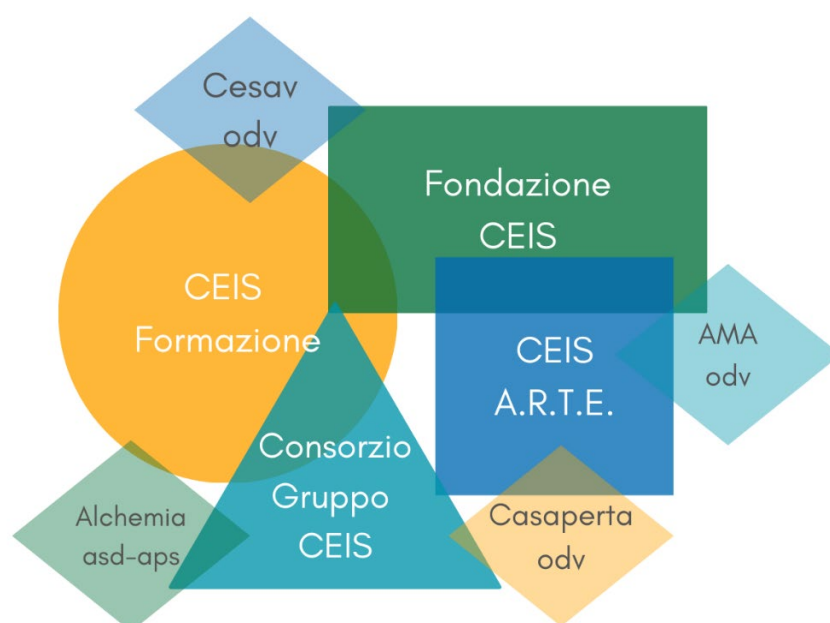 Cesav
odv
Fondazione
CEIS
CEIS
Formazione
CEIS
A.R.T.E.
AMA
odv
Consorzio
Gruppo
CEIS
Alchemia
asd-aps
Casaperta
odv